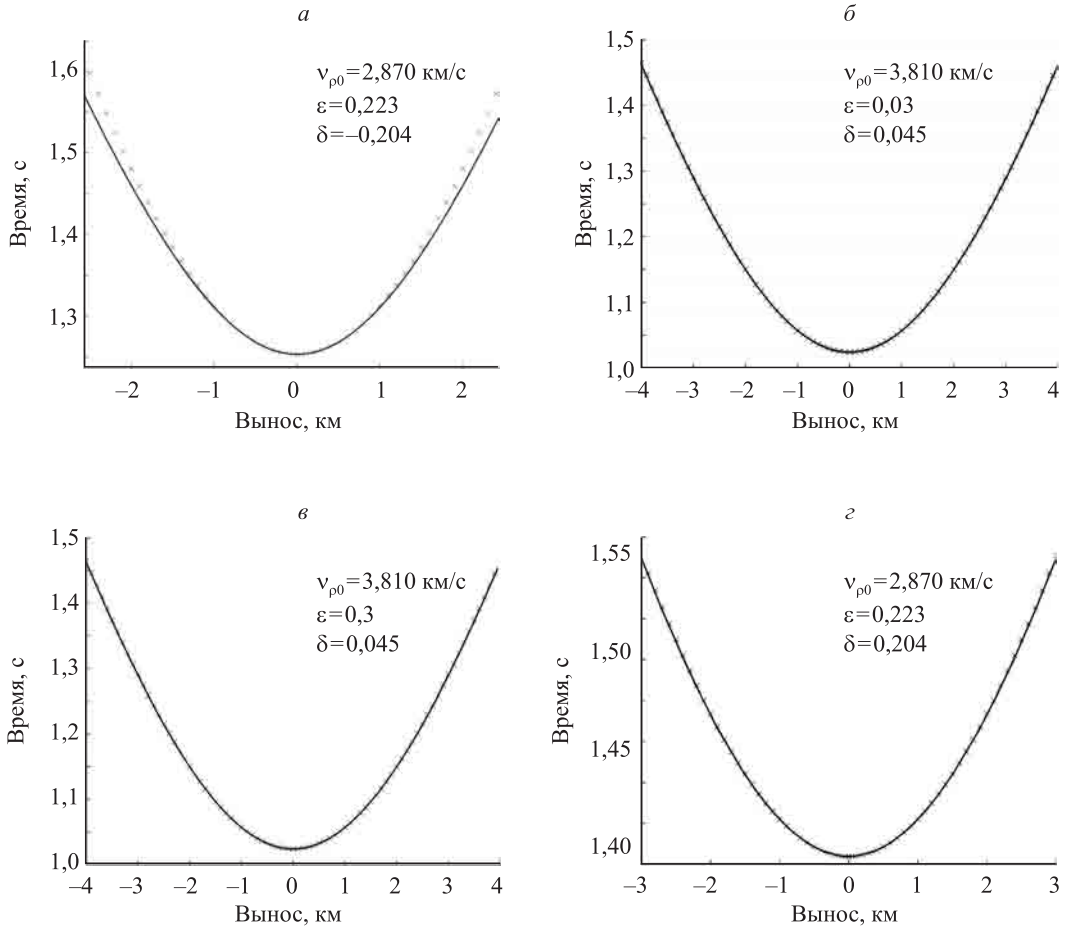 а
1,6
1,5
1,4
1,3
Время, с
νρ0=2,870 км/с
ε=0,223
δ=–0,204
–2 –1 0 1 2
Вынос, км
б
1,5
1,4
1,3
1,2
1,1
1,0
Время, с
νρ0=3,810 км/с
ε=0,03
δ=0,045
–4 –3 –2 –1 0 1 2 3 4
Вынос, км
в
1,5
1,4
1,3
1,2
1,1
1,0
Время, с
νρ0=3,810 км/с
ε=0,3
δ=0,045
–4 –3 –2 –1 0 1 2 3 4
Вынос, км
г
1,55
1,50
1,45
1,40
Время, с
νρ0=2,870 км/с
ε=0,223
δ=0,204
–3 –2 –1 0 1 2 3
Вынос, км